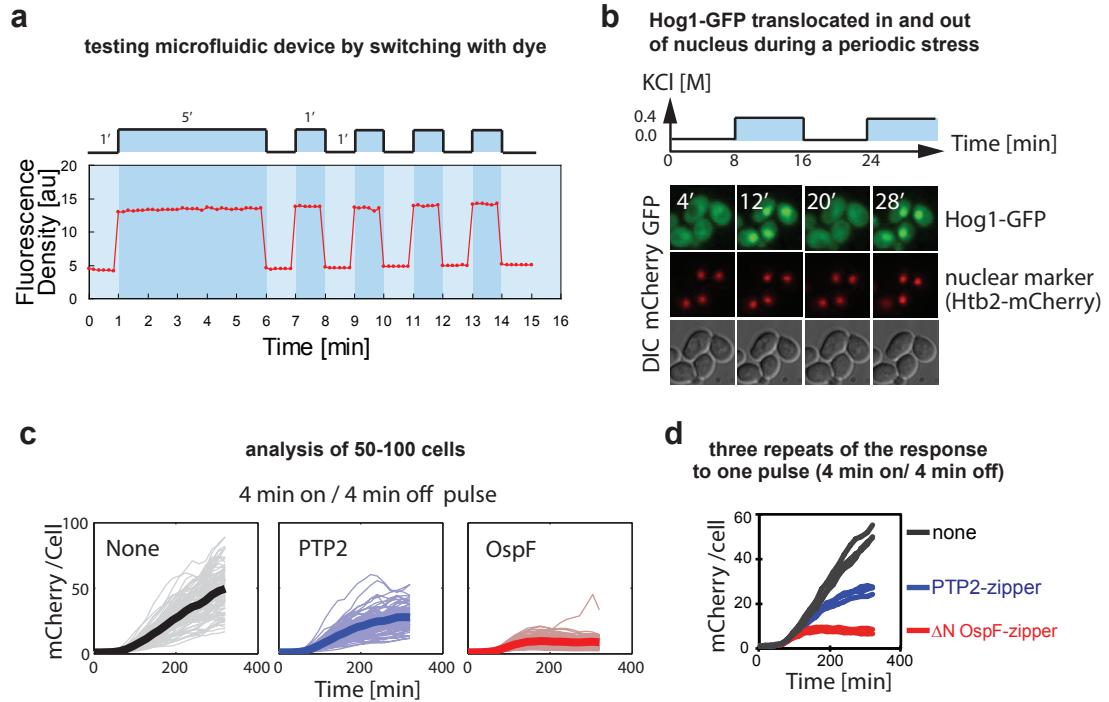 a
testing microfluidic device by switching with dye
1’ 5’ 1’ 1’
Fluorescence
Density [au]
20
15
10
5
0
0 1 2 3 4 5 6 7 8 9 10 11 12 13 14 15 16
Time [min]
b
Hog1-GFP translocated in and out
of nucleus during a periodic stress
KCl [M]
0.4
0.0
0 8 16 24
Time [min]
DIC mCherry GFP
4’ 12’ 20’ 28’
Hog1-GFP
nuclear marker
(Htb2-mCherry)
c
analysis of 50-100 cells
4 min on / 4 min off pulse
mCherry /Cell
100
50
0
None
PTP2
OspF
0 200 400
0 200 400
0 200 400
Time [min]
d
three repeats of the response
to one pulse (4 min on/ 4 min off)
mCherry /cell
60
40
20
0
0 200 400
Time [min]
none
PTP2-zipper
ΔN OspF-zipper